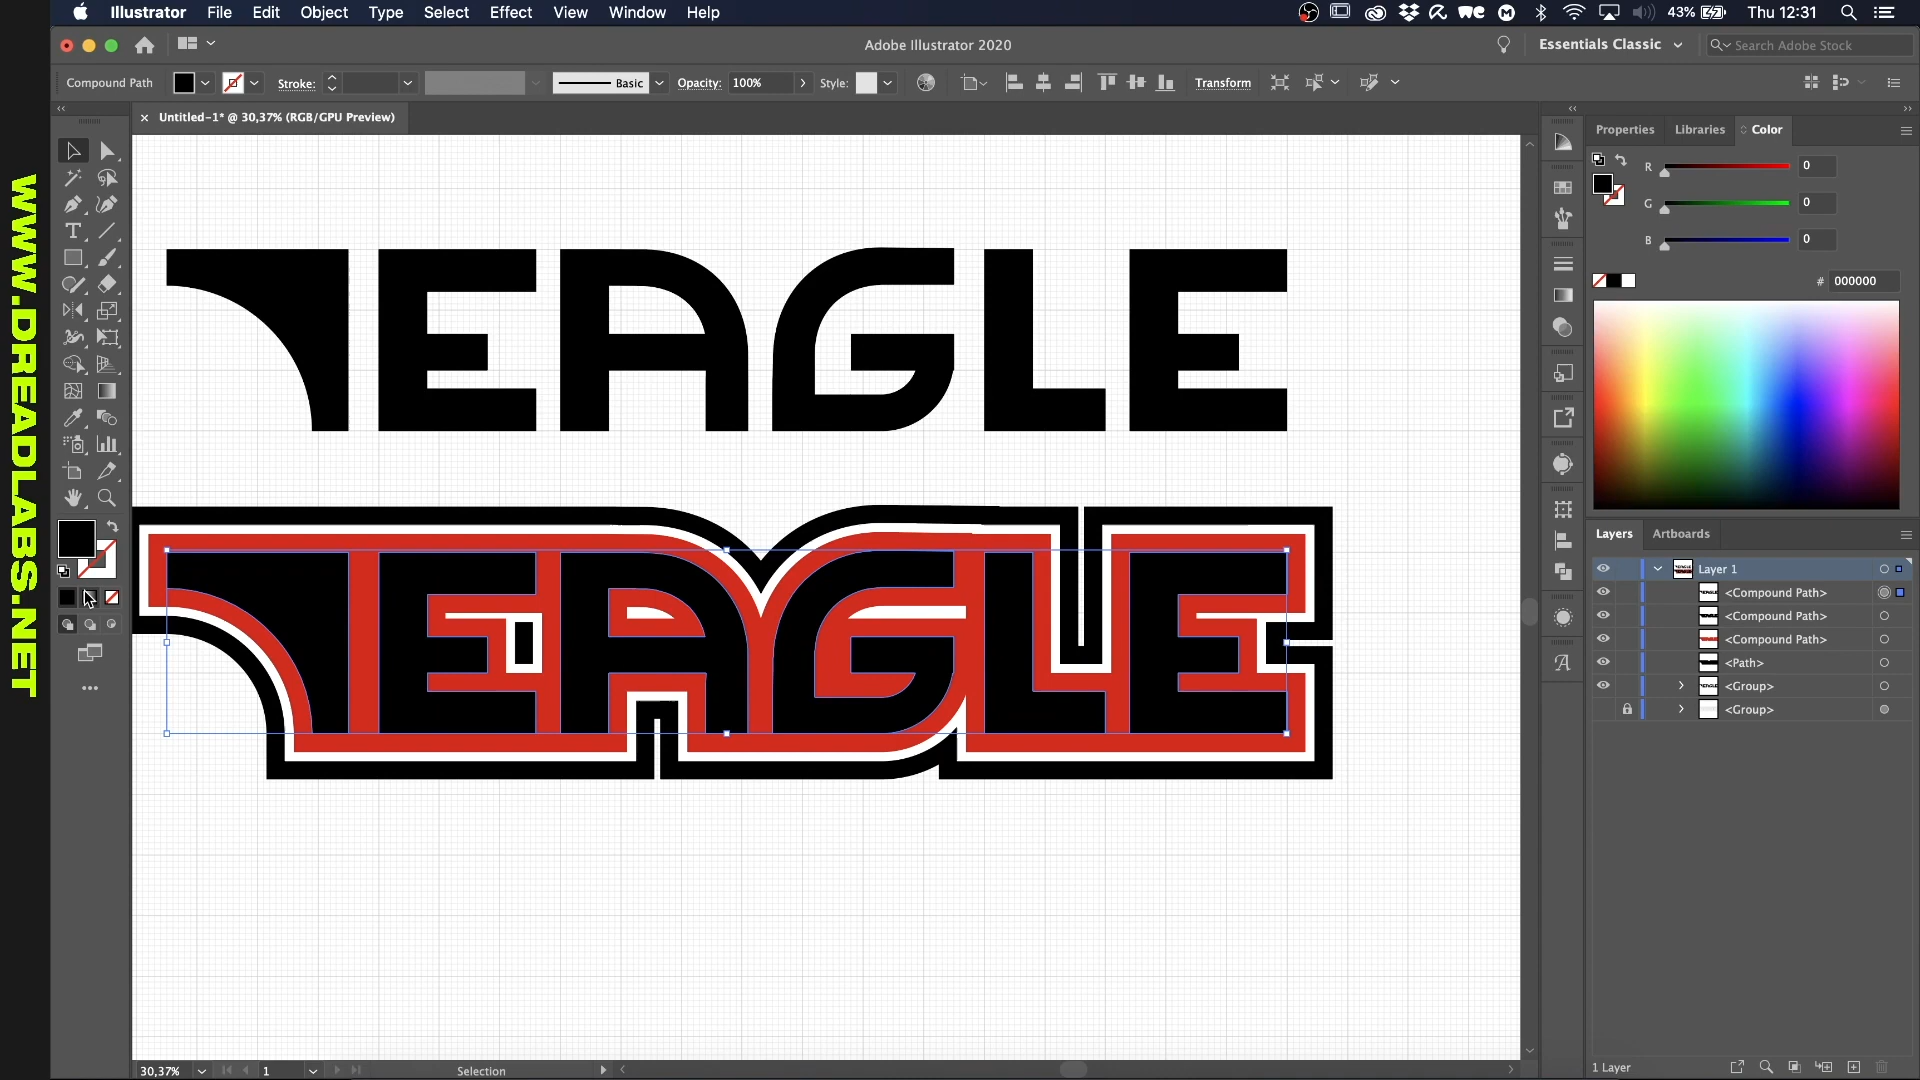 Illustrator File Edit Object Type Select Effect View Window Help 43% Thu 12:31
Adobe Illustrator 2020 Essentials Classic Search Adobe Stock
Compound Path Stroke: Basic Opacity: 100% Style: Transform
× Untitled-1* @ 30,37% (RGB/GPU Preview)
Properties Libraries Color
R 0
G 0
B 0
# 000000
WWW.DREADLABS.NET
EAGLE
EAGLE
Layers Artboards
Layer 1
<Compound Path>
<Compound Path>
<Compound Path>
<Path>
<Group>
<Group>
30,37% 1 Selection
1 Layer